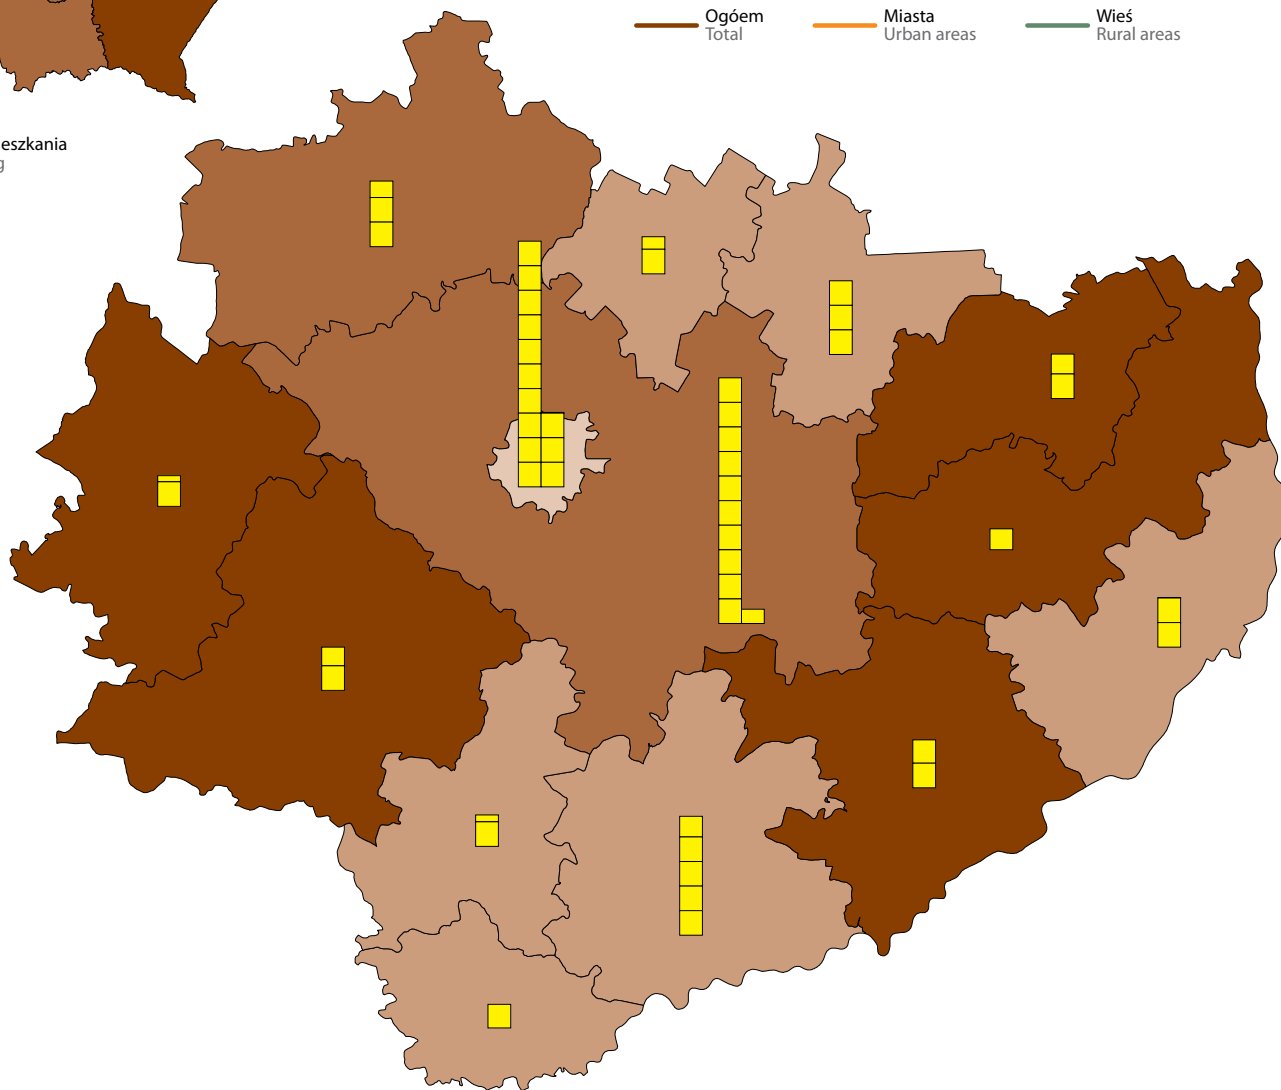 Ogóem
Total
Miasta
Urban areas
Wieś
Rural areas
eszkania
g